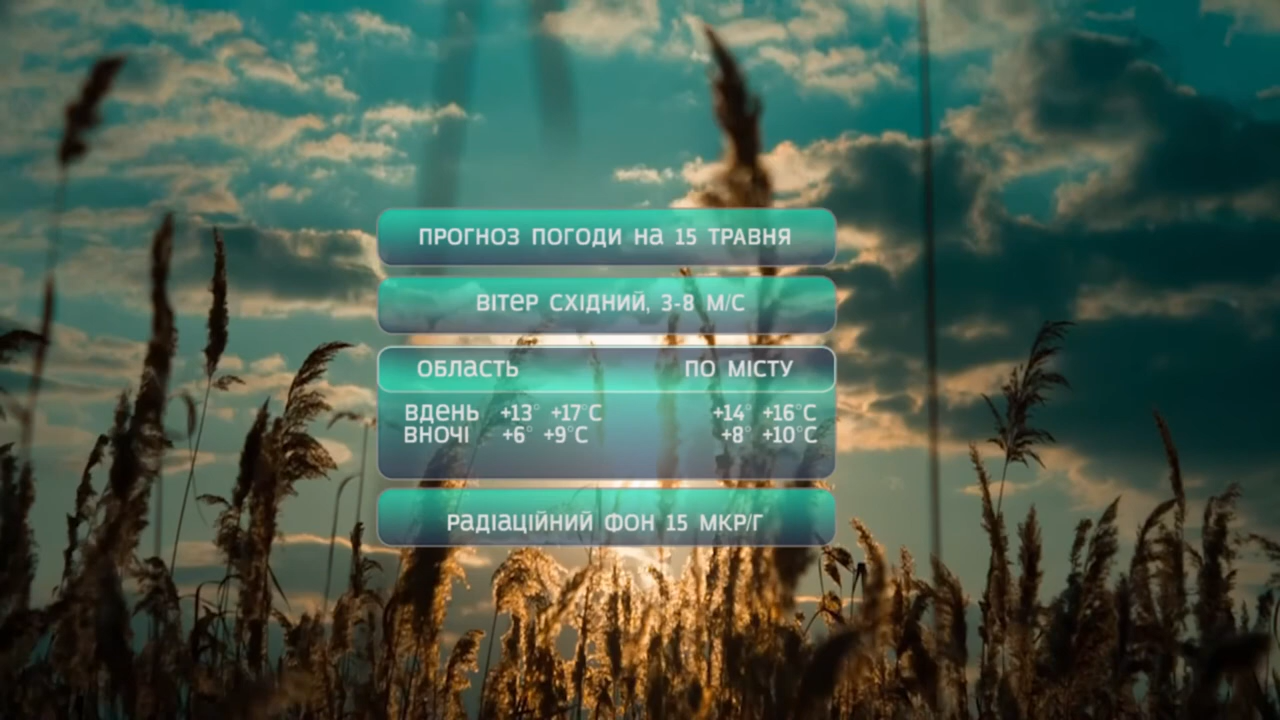 ПРОГНОЗ ПОГОДИ НА 15 ТРАВНЯ
ВІТЕР СХІДНИЙ, 3-8 М/С
ОБЛАСТЬ ПО МІСТУ
ВДЕНЬ +13° +17°С +14° +16°С
ВНОЧІ +6° +9°С +8° +10°С
РАДІАЦІЙНИЙ ФОН 15 МКР/Г